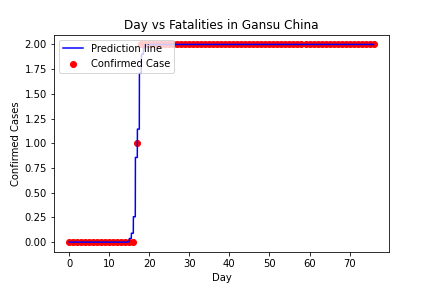 Day vs Fatalities in Gansu China
Prediction line
Confirmed Case
Confirmed Cases
2.00
1.75
1.50
1.25
1.00
0.75
0.50
0.25
0.00
0 10 20 30 40 50 60 70
Day